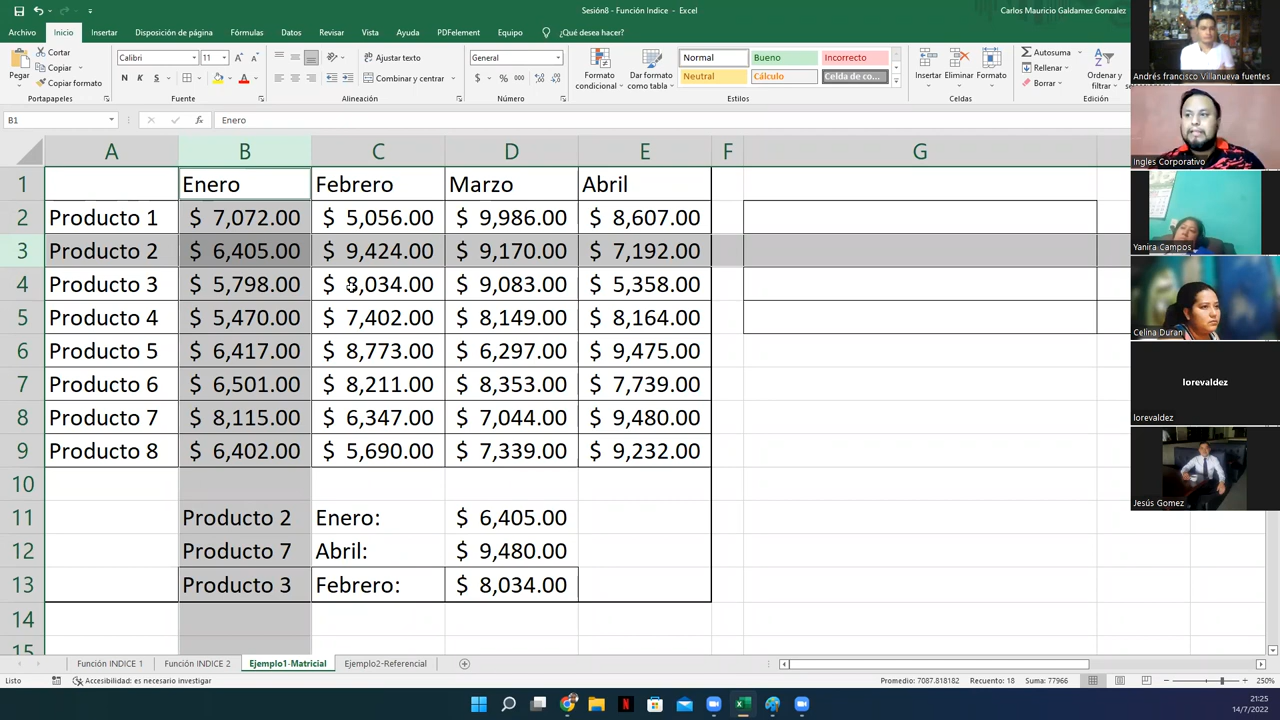 Sesión8 - Función Indice - Excel
Carlos Mauricio Galdamez Gonzalez
Archivo Inicio Insertar Disposición de página Fórmulas Datos Revisar Vista Ayuda PDFelement Equipo ¿Qué desea hacer?
Pegar
Cortar
Copiar
Copiar formato
Portapapeles
Calibri 11
N K S
Fuente
Ajustar texto
Combinar y centrar
Alineación
General
$ % 000
Número
Formato condicional
Dar formato como tabla
Normal Bueno Incorrecto
Neutral Cálculo Celda de co...
Estilos
Insertar Eliminar Formato
Celdas
Autosuma
Rellenar
Borrar
Ordenar y filtrar
Edición
B1 fx Enero
A B C D E F G
1 Enero Febrero Marzo Abril
2 Producto 1 $ 7,072.00 $ 5,056.00 $ 9,986.00 $ 8,607.00
3 Producto 2 $ 6,405.00 $ 9,424.00 $ 9,170.00 $ 7,192.00
4 Producto 3 $ 5,798.00 $ 8,034.00 $ 9,083.00 $ 5,358.00
5 Producto 4 $ 5,470.00 $ 7,402.00 $ 8,149.00 $ 8,164.00
6 Producto 5 $ 6,417.00 $ 8,773.00 $ 6,297.00 $ 9,475.00
7 Producto 6 $ 6,501.00 $ 8,211.00 $ 8,353.00 $ 7,739.00
8 Producto 7 $ 8,115.00 $ 6,347.00 $ 7,044.00 $ 9,480.00
9 Producto 8 $ 6,402.00 $ 5,690.00 $ 7,339.00 $ 9,232.00
10
11 Producto 2 Enero: $ 6,405.00
12 Producto 7 Abril: $ 9,480.00
13 Producto 3 Febrero: $ 8,034.00
14
15
Andrés francisco Villanueva fuentes
Ingles Corporativo
Yanira Campos
Celina Duran
lorevaldez
lorevaldez
Jesús Gomez
Función INDICE 1 Función INDICE 2 Ejemplo1-Matricial Ejemplo2-Referencial
Listo Accesibilidad: es necesario investigar Promedio: 7087.818182 Recuento: 18 Suma: 77966 250%
21:25
14/7/2022